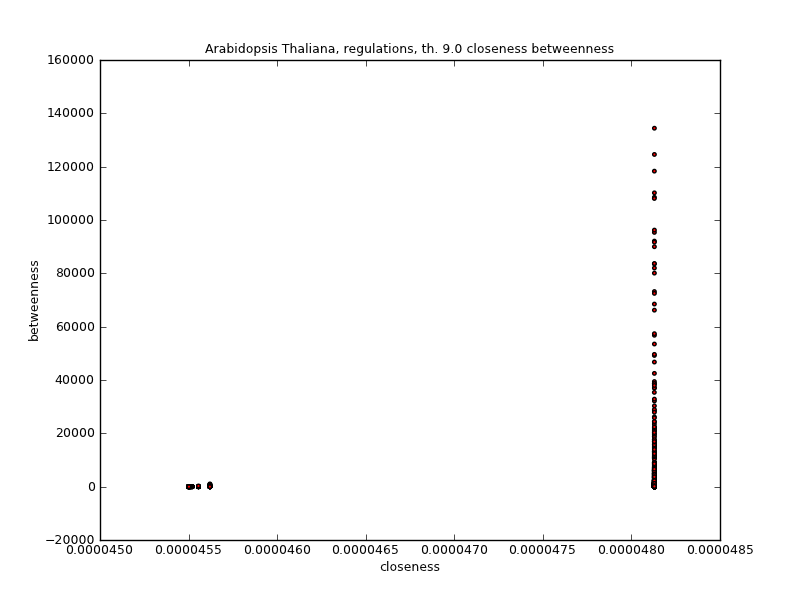 Arabidopsis Thaliana, regulations, th. 9.0 closeness betweenness
160000
140000
120000
100000
80000
60000
40000
20000
0
−20000
betweenness
0.0000450 0.0000455 0.0000460 0.0000465 0.0000470 0.0000475 0.0000480 0.0000485
closeness